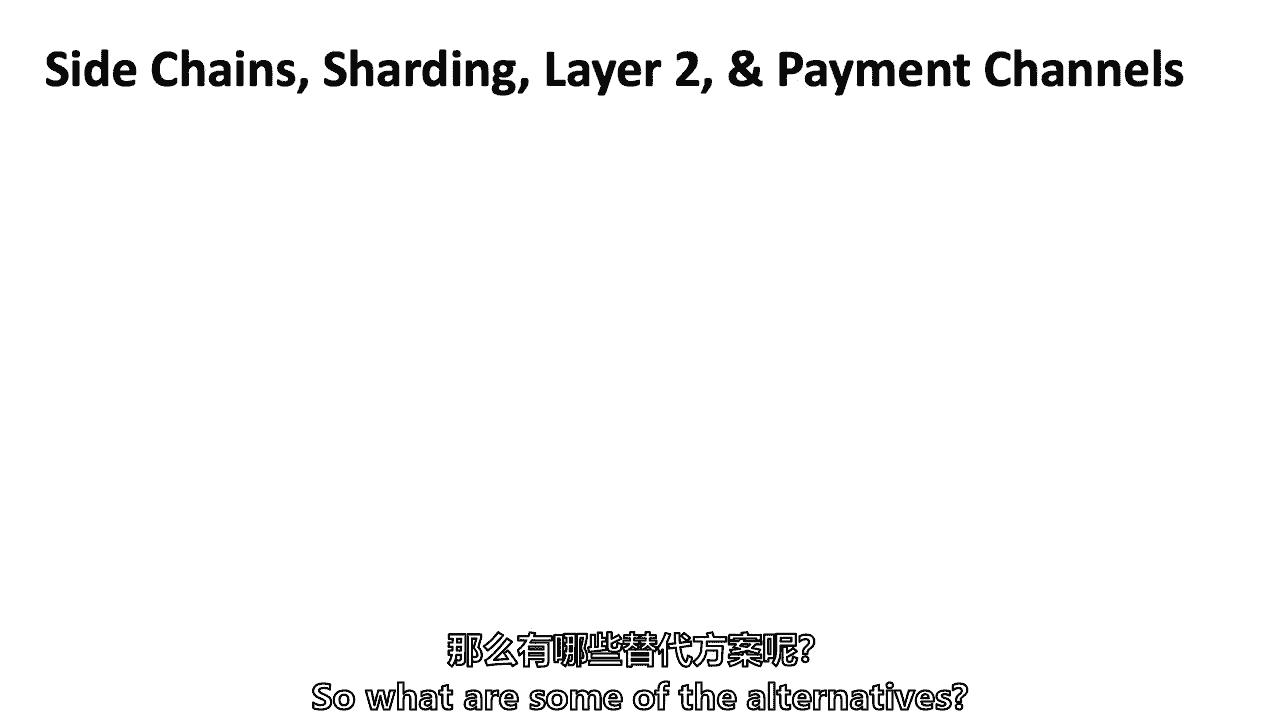 Side Chains, Sharding, Layer 2, & Payment Channels
那么有哪些替代方案呢？
So what are some of the alternatives?